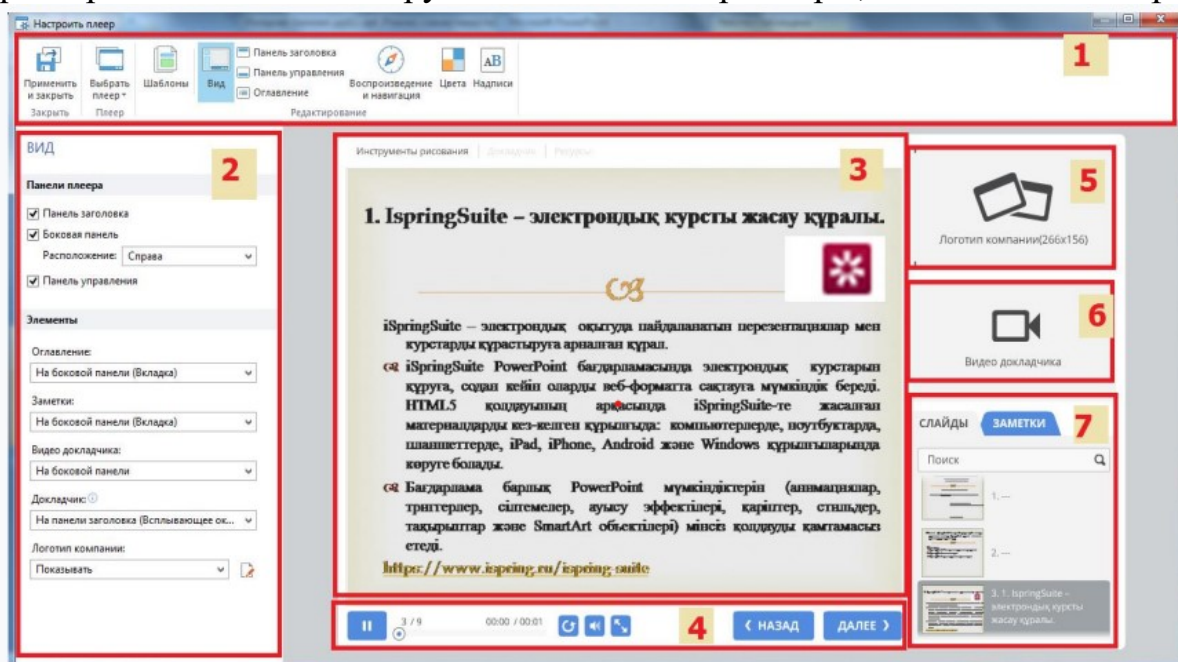 Настроить плеер
1
Применить и закрыть
Выбрать плеер
Шаблоны
Вид
Панель заголовка
Панель управления
Оглавление
Воспроизведение и навигация
Цвета
Надписи
Закрыть
Плеер
Редактирование
ВИД
2
Панели плеера
Панель заголовка
Боковая панель
Расположение: Справа
Панель управления
Элементы
Оглавление:
На боковой панели (Вкладка)
Заметки:
На боковой панели (Вкладка)
Видео докладчика:
На боковой панели
Докладчик:
На панели заголовка (Всплывающее ок...
Логотип компании:
Показывать
Инструменты рисования
Докладчик
Ресурсы
3
1. IspringSuite – электрондық курсты жасау құралы.
iSpringSuite – электрондық оқытуда пайдаланатын перезентациялар мен
курстарды құрастыруға арналған құрал.
iSpringSuite PowerPoint бағдарламасында электрондық курстарын
құруға, содан кейін оларды веб-форматта сақтауға мүмкіндік береді.
HTML5 қолдауының арқасында iSpringSuite-те жасалған
материалдарды кез-келген құрылғыда: компьютерлерде, ноутбуктарда,
планшеттерде, iPad, iPhone, Android және Windows құрылғыларында
көруге болады.
Бағдарлама барлық PowerPoint мүмкіндіктерін (анимациялар,
триггерлер, сілтемелер, ауысу эффектілері, қаріптер, стильдер,
тақырыптар және SmartArt объектілері) мінсіз қолдауды қамтамасыз
етеді.
https://www.ispring.ru/ispring-suite
3 / 9
00:00 / 00:01
4
НАЗАД
ДАЛЕЕ
5
Логотип компании(266x156)
6
Видео докладчика
СЛАЙДЫ
ЗАМЕТКИ
7
Поиск
1. ---
2. ---
3. 1. IspringSuite –
электрондық курсты
жасау құралы.